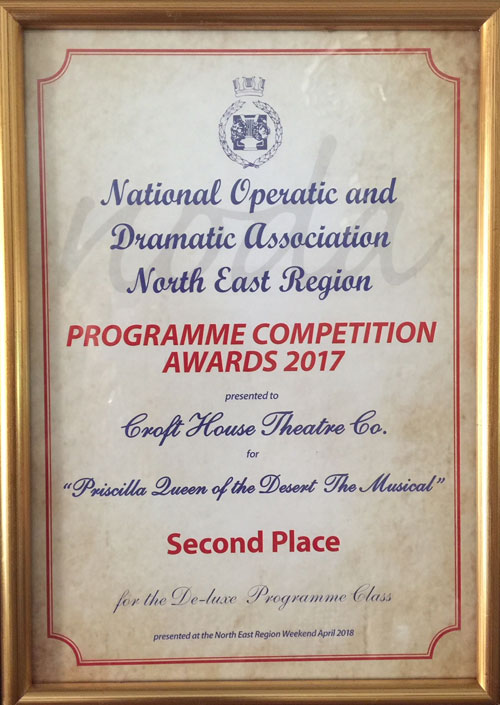 noda
National Operatic and
Dramatic Association
North East Region
PROGRAMME COMPETITION
AWARDS 2017
presented to
Croft House Theatre Co.
for
“Priscilla Queen of the Desert The Musical”
Second Place
for the De-luxe Programme Class
presented at the North East Region Weekend April 2018